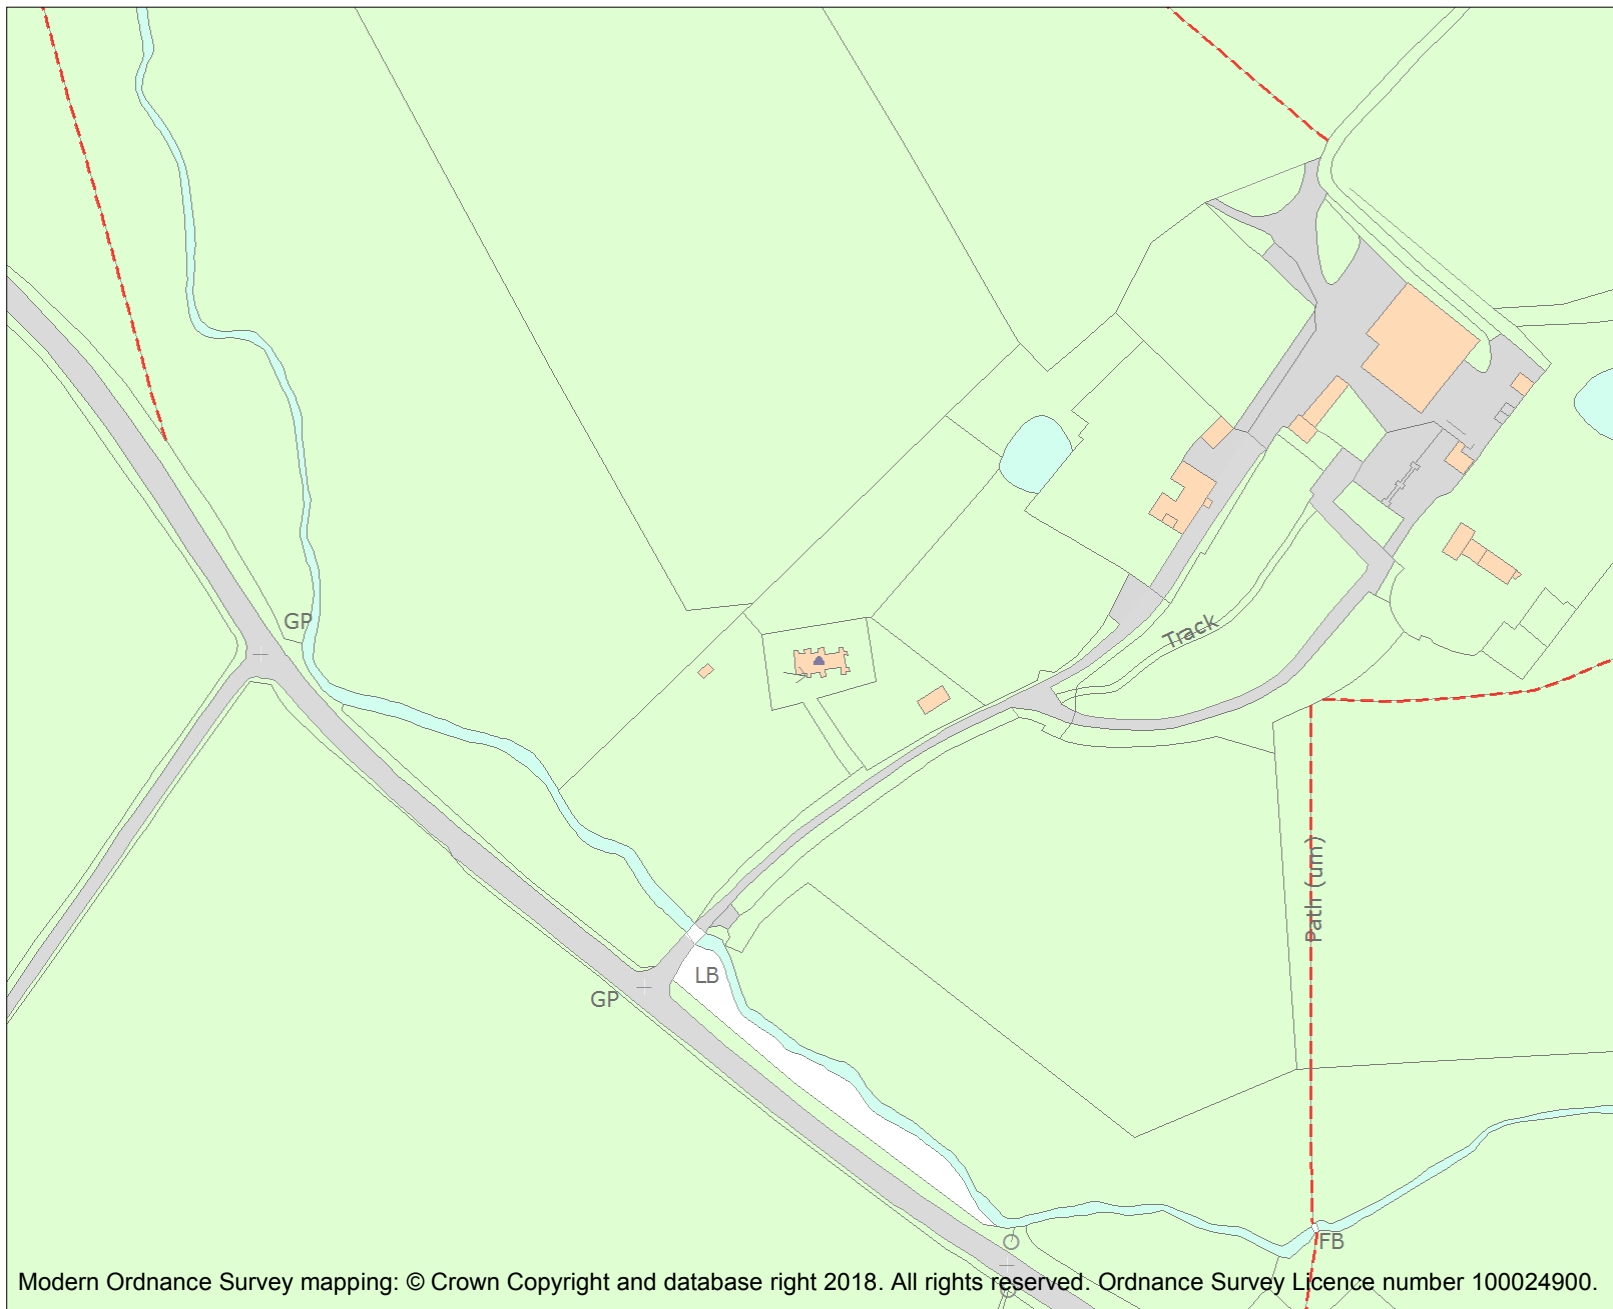 GP
Track
Path (um)
LB
GP
FB
Modern Ordnance Survey mapping: © Crown Copyright and database right 2018. All rights reserved. Ordnance Survey Licence number 100024900.